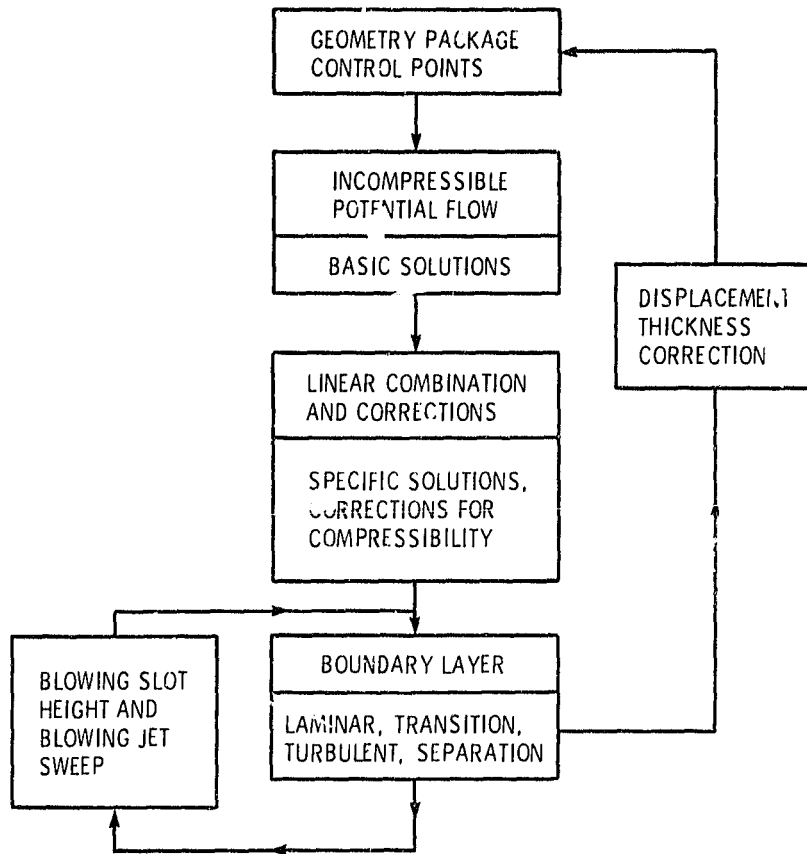 GEOMETRY PACKAGE
CONTROL POINTS
INCOMPRESSIBLE
POTENTIAL FLOW
BASIC SOLUTIONS
DISPLACEMENT
THICKNESS
CORRECTION
LINEAR COMBINATION
AND CORRECTIONS
SPECIFIC SOLUTIONS,
CORRECTIONS FOR
COMPRESSIBILITY
BLOWING SLOT
HEIGHT AND
BLOWING JET
SWEEP
BOUNDARY LAYER
LAMINAR, TRANSITION,
TURBULENT, SEPARATION